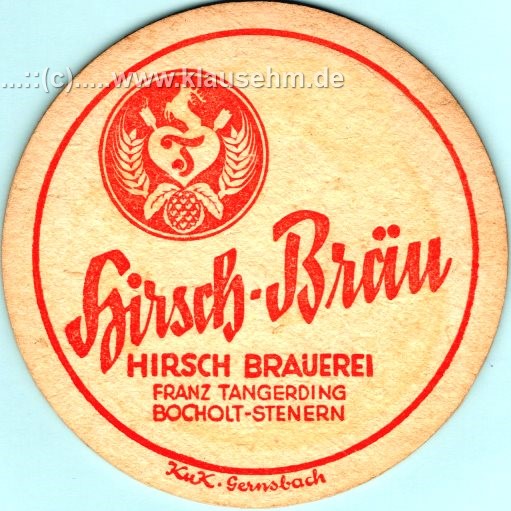 ...::(c).....www.klausehm.de
T
Hirsch-Bräu
HIRSCH BRAUEREI
FRANZ TANGERDING
BOCHOLT-STENERN
KuK. Gernsbach